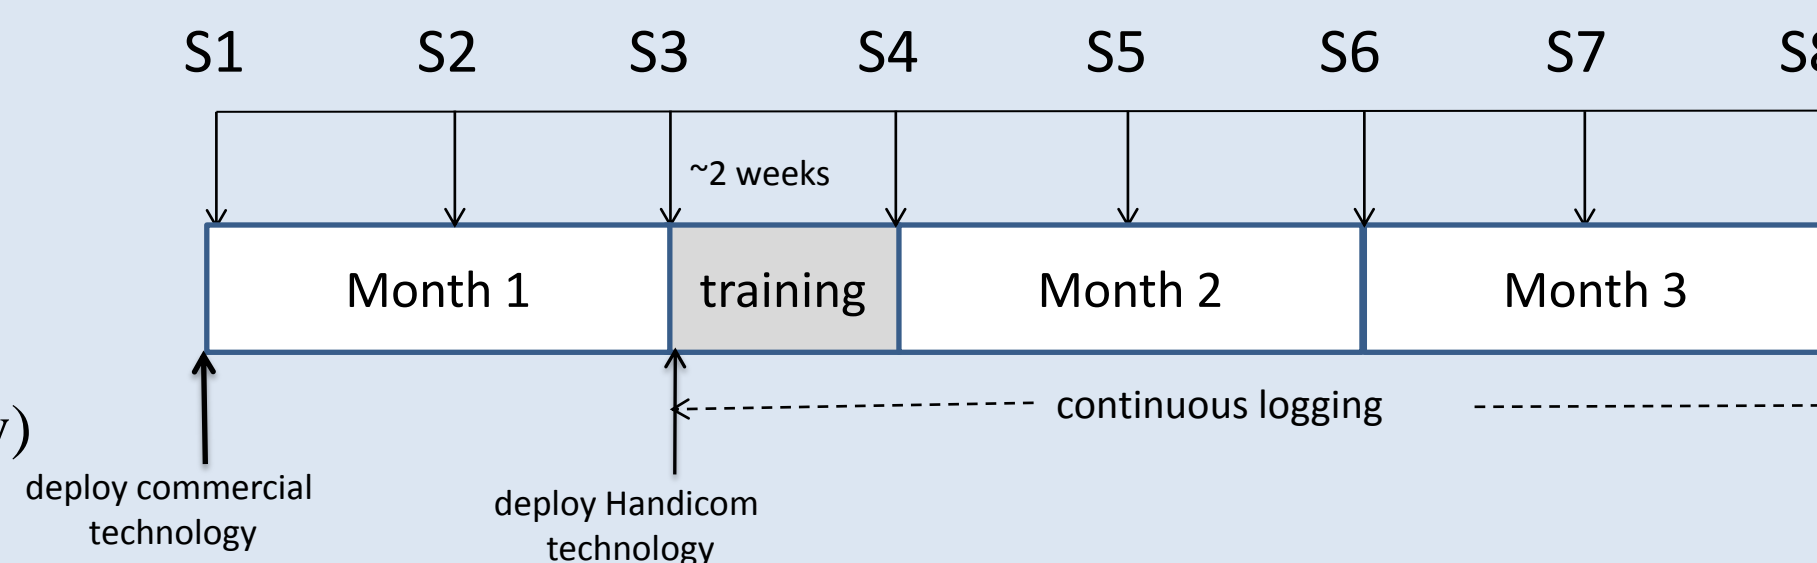 S1 S2 S3 S4 S5 S6 S7 S8
~2 weeks
Month 1 training Month 2 Month 3
continuous logging
y)
deploy commercial
technology
deploy Handicom
technology